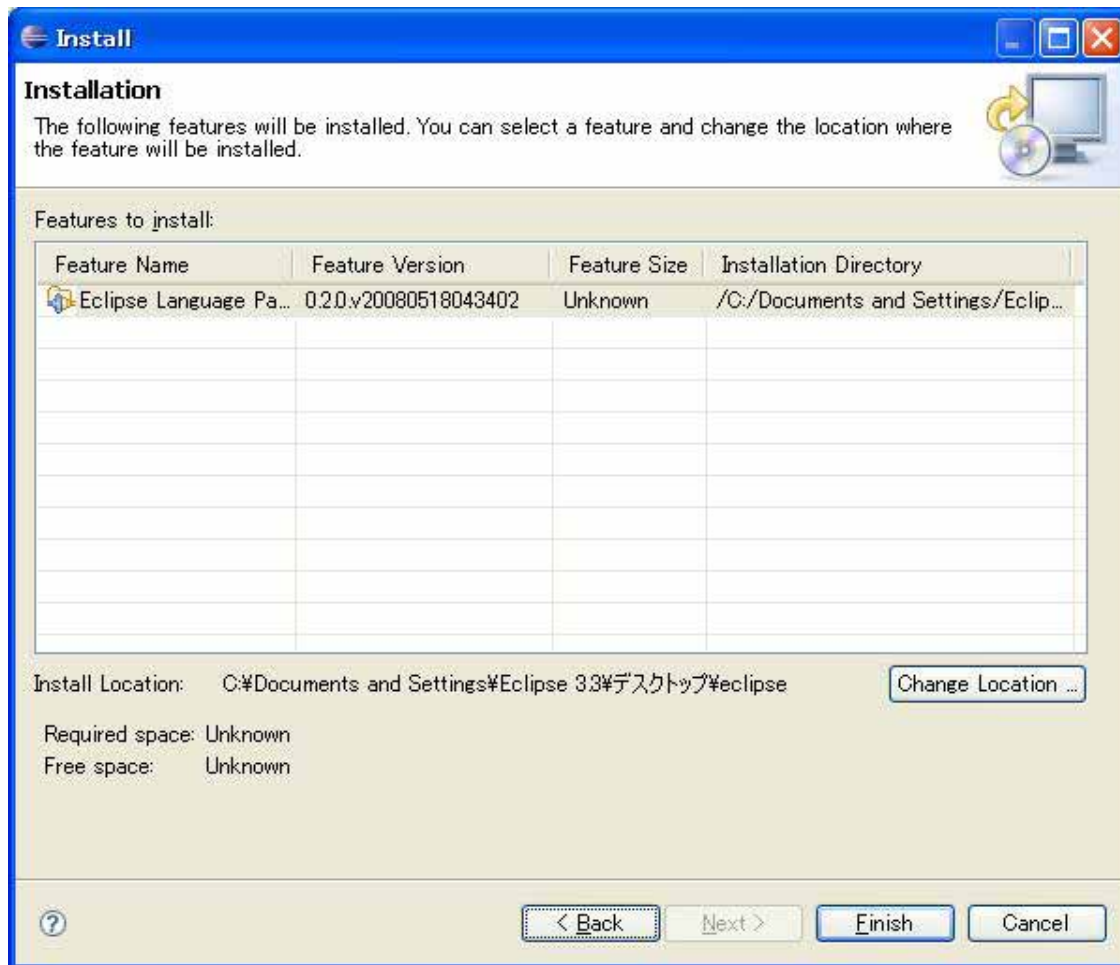 Install
Installation
The following features will be installed. You can select a feature and change the location where
the feature will be installed.
Features to install:
Feature Name Feature Version Feature Size Installation Directory
Eclipse Language Pa... 0.2.0.v20080518043402 Unknown /C:/Documents and Settings/Eclip...
Install Location: C:¥Documents and Settings¥Eclipse 3.3¥デスクトップ¥eclipse Change Location ...
Required space: Unknown
Free space: Unknown
? < Back Next > Finish Cancel